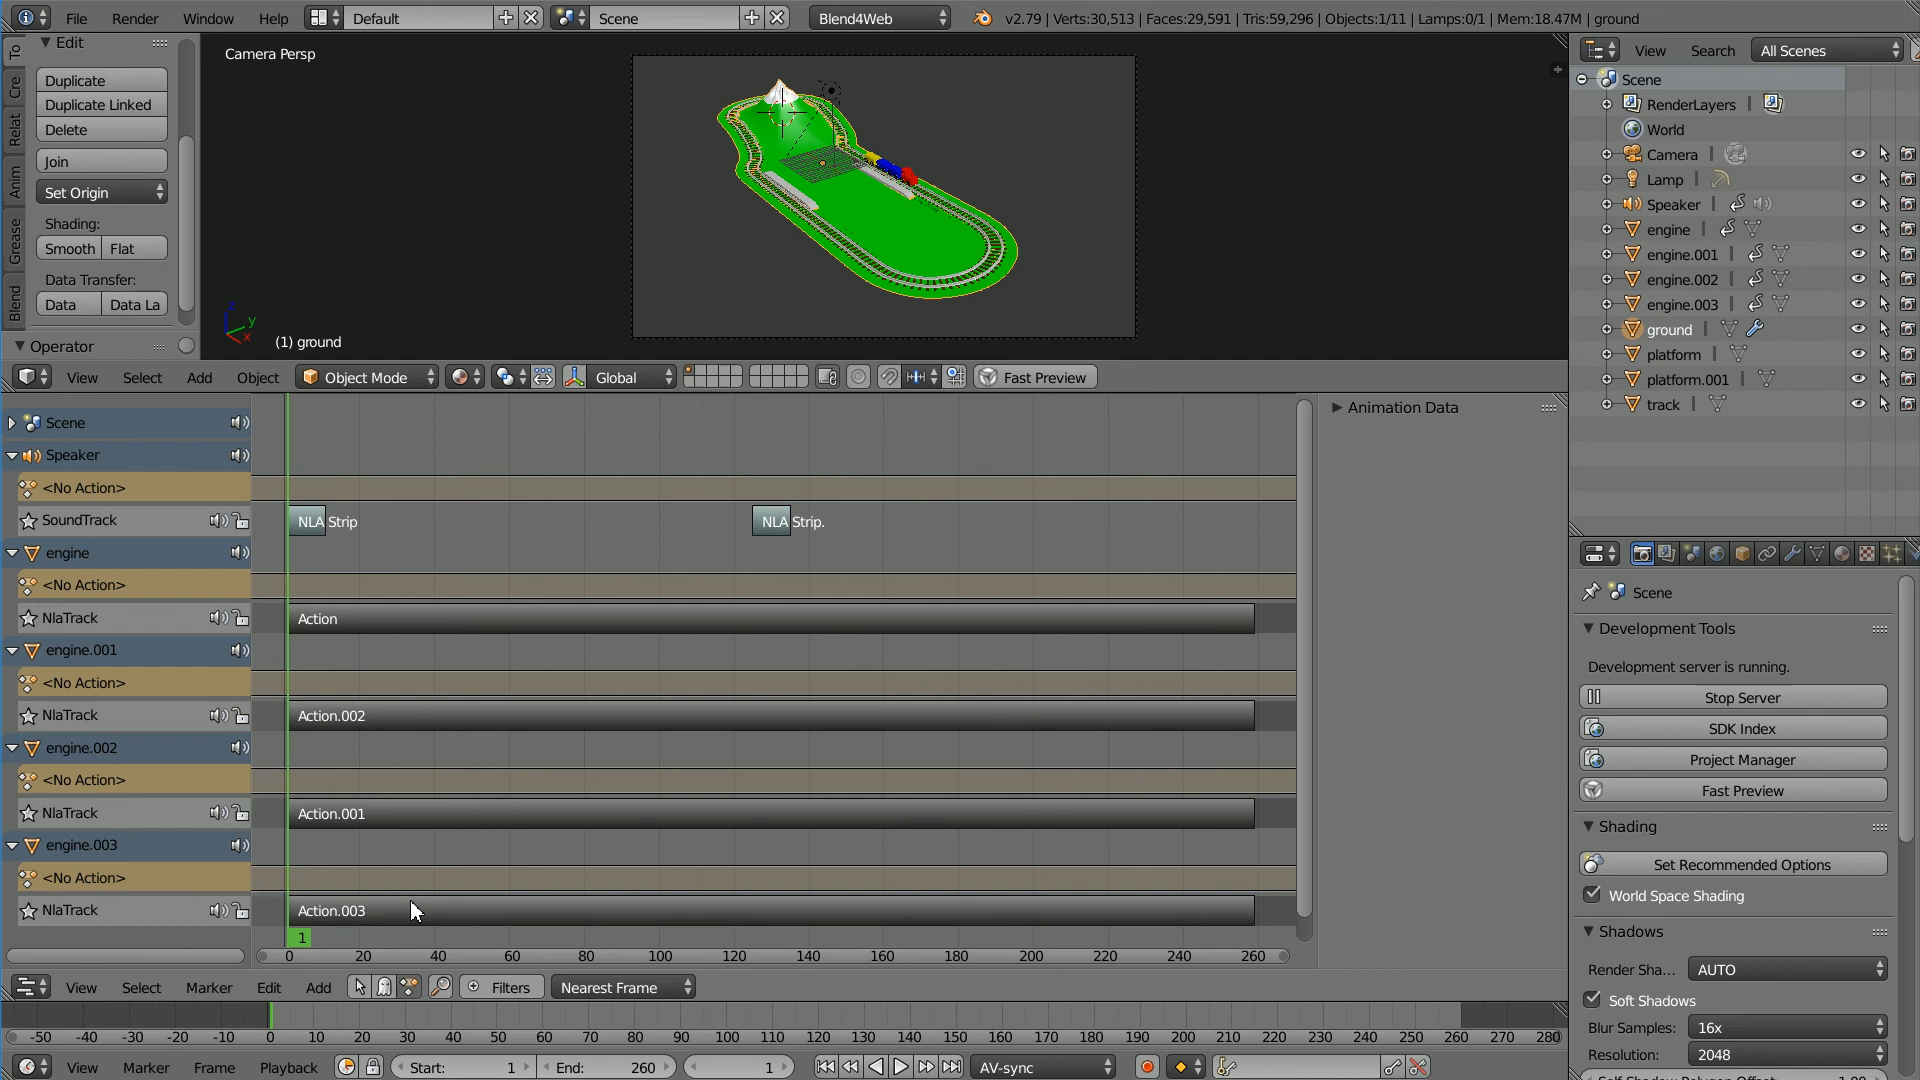 File Render Window Help Default Scene Blend4Web v2.79 | Verts:30,513 | Faces:29,591 | Tris:59,296 | Objects:1/11 | Lamps:0/1 | Mem:18.47M | ground
To
Cre
Relat
Anim
Grease
Blend
Edit
Duplicate
Duplicate Linked
Delete
Join
Set Origin
Shading:
Smooth Flat
Data Transfer:
Data Data La
Operator
Camera Persp
z
y
x
(1) ground
View Select Add Object Object Mode Global Fast Preview
Scene
Speaker
<No Action>
SoundTrack
NLA Strip NLA Strip.
engine
<No Action>
NlaTrack
Action
engine.001
<No Action>
NlaTrack
Action.002
engine.002
<No Action>
NlaTrack
Action.001
engine.003
<No Action>
NlaTrack
Action.003
1
0 20 40 60 80 100 120 140 160 180 200 220 240 260
View Select Marker Edit Add Filters Nearest Frame
Animation Data
-50 -40 -30 -20 -10 0 10 20 30 40 50 60 70 80 90 100 110 120 130 140 150 160 170 180 190 200 210 220 230 240 250 260 270 280
View Marker Frame Playback Start: 1 End: 260 1 AV-sync
View Search All Scenes
Scene
RenderLayers
World
Camera
Lamp
Speaker
engine
engine.001
engine.002
engine.003
ground
platform
platform.001
track
Scene
Development Tools
Development server is running.
Stop Server
SDK Index
Project Manager
Fast Preview
Shading
Set Recommended Options
World Space Shading
Shadows
Render Sha... AUTO
Soft Shadows
Blur Samples: 16x
Resolution: 2048